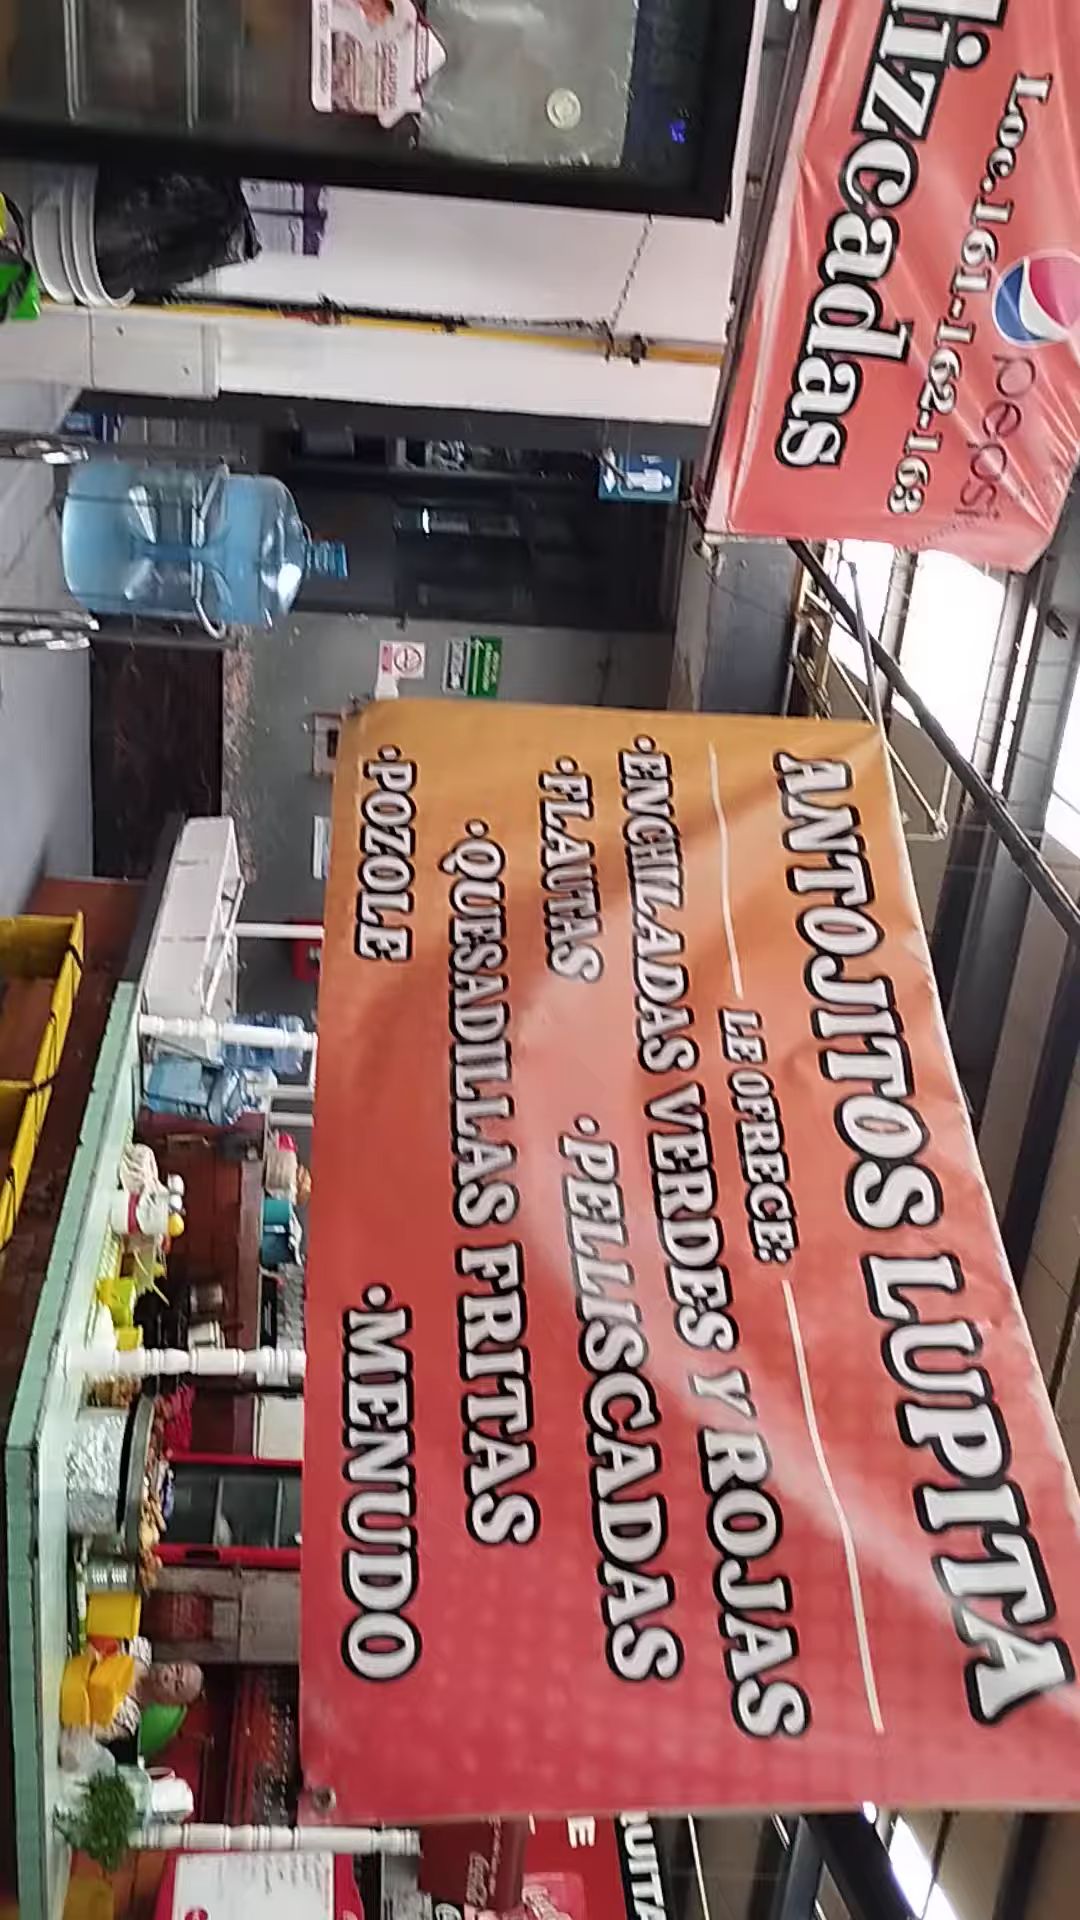 ANTOJITOS LUPITA
LE OFRECE:
·ENCHILADAS VERDES Y ROJAS
·FLAUTAS ·PELLISCADAS
·QUESADILLAS FRITAS
·POZOLE ·MENUDO
lizcadas
Loc.161-162-163
pepsi